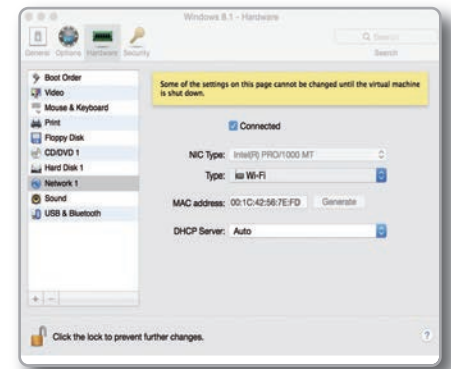 Windows 8.1 - Hardware
General Options Hardware Security
Search
Search
Boot Order
Video
Mouse & Keyboard
Print
Floppy Disk
CD/DVD 1
Hard Disk 1
Network 1
Sound
USB & Bluetooth
+ -
Some of the settings on this page cannot be changed until the virtual machine
is shut down.
Connected
NIC Type: Intel(R) PRO/1000 MT
Type: Wi-Fi
MAC address: 00:1C:42:56:7E:FD Generate
DHCP Server: Auto
Click the lock to prevent further changes.
?